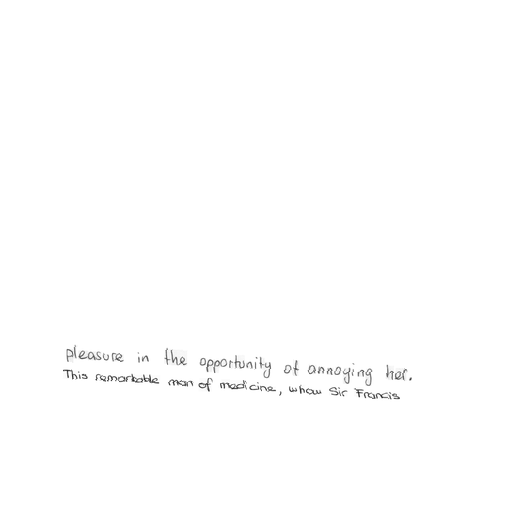 pleasure in the opportunity of annoying her.
This remarkable man of medicine, whom Sir Francis